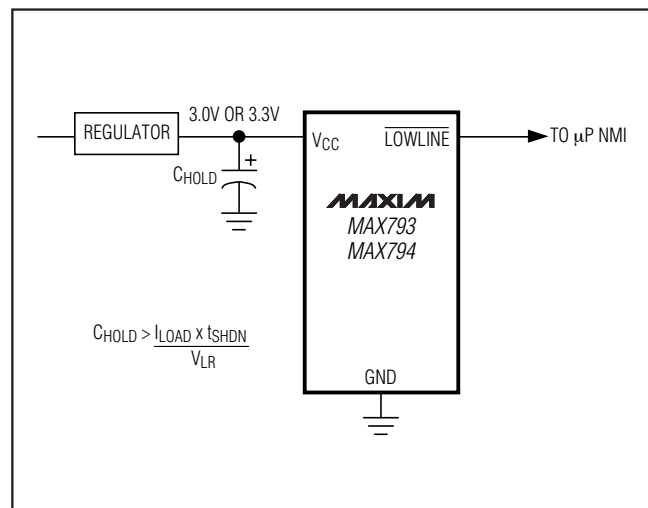 REGULATOR
3.0V OR 3.3V
+
CHOLD
VCC
LOWLINE
TO µP NMI
MAXIM
MAX793
MAX794
CHOLD > ILOAD x tSHDN
VLR
GND